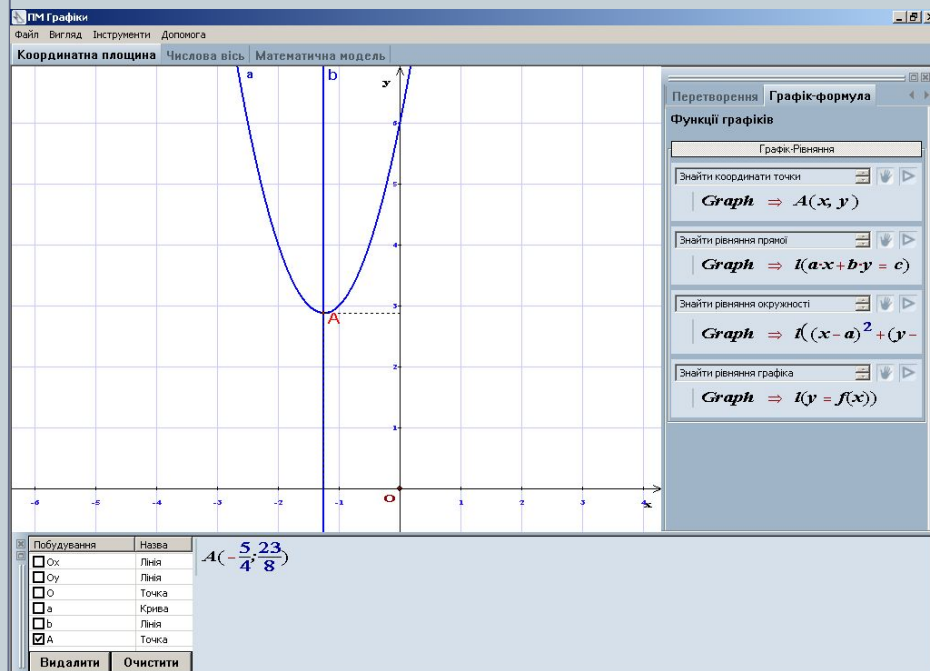 ПМ Графіки
Файл Вигляд Інструменти Допомога
Координатна площина Числова вісь Математична модель
a b y
6
5
4
3
A
2
1
O
-6 -5 -4 -3 -2 -1 1 2 3 4 x
Перетворення Графік-формула
Функції графіків
Графік-Рівняння
Знайти координати точки
Graph ⇒ A(x, y)
Знайти рівняння прямої
Graph ⇒ l(a·x+b·y = c)
Знайти рівняння окружності
Graph ⇒ l((x-a)² +(y-
Знайти рівняння графіка
Graph ⇒ l(y = f(x))
Побудування Назва
Ox Лінія
Oy Лінія
O Точка
a Крива
b Лінія
A Точка
Видалити Очистити
A(-5/4;23/8)